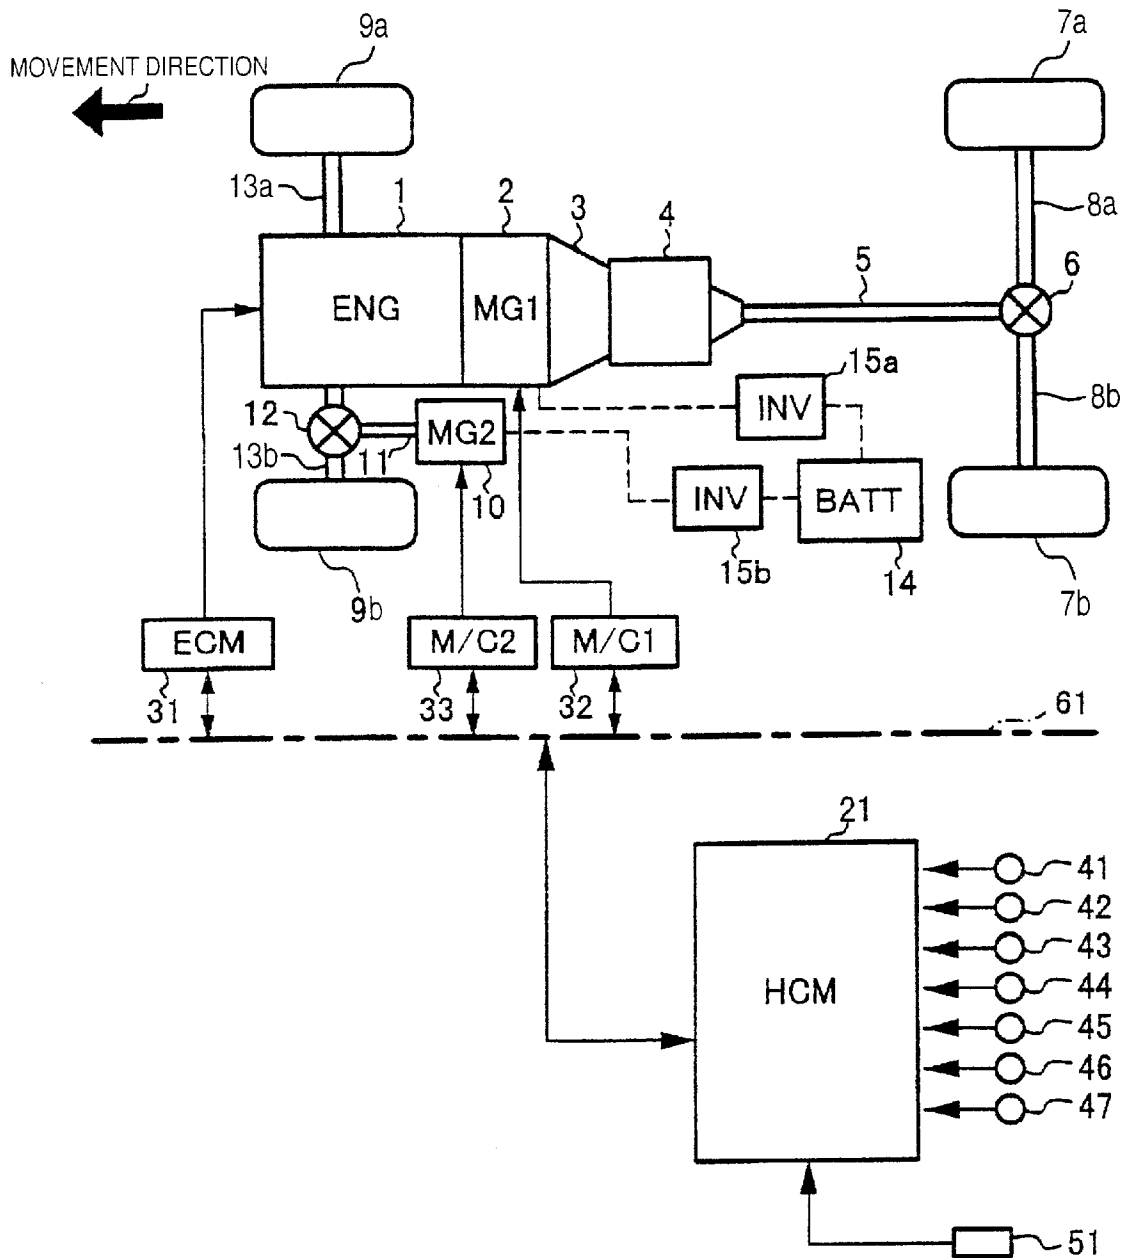 9a
7a
MOVEMENT DIRECTION
13a
1
2
3
4
8a
5
6
ENG
MG1
15a
INV
8b
12
MG2
13b
11
10
INV
BATT
15b
14
9b
7b
ECM
M/C2
M/C1
31
33
32
61
21
41
42
43
HCM
44
45
46
47
51